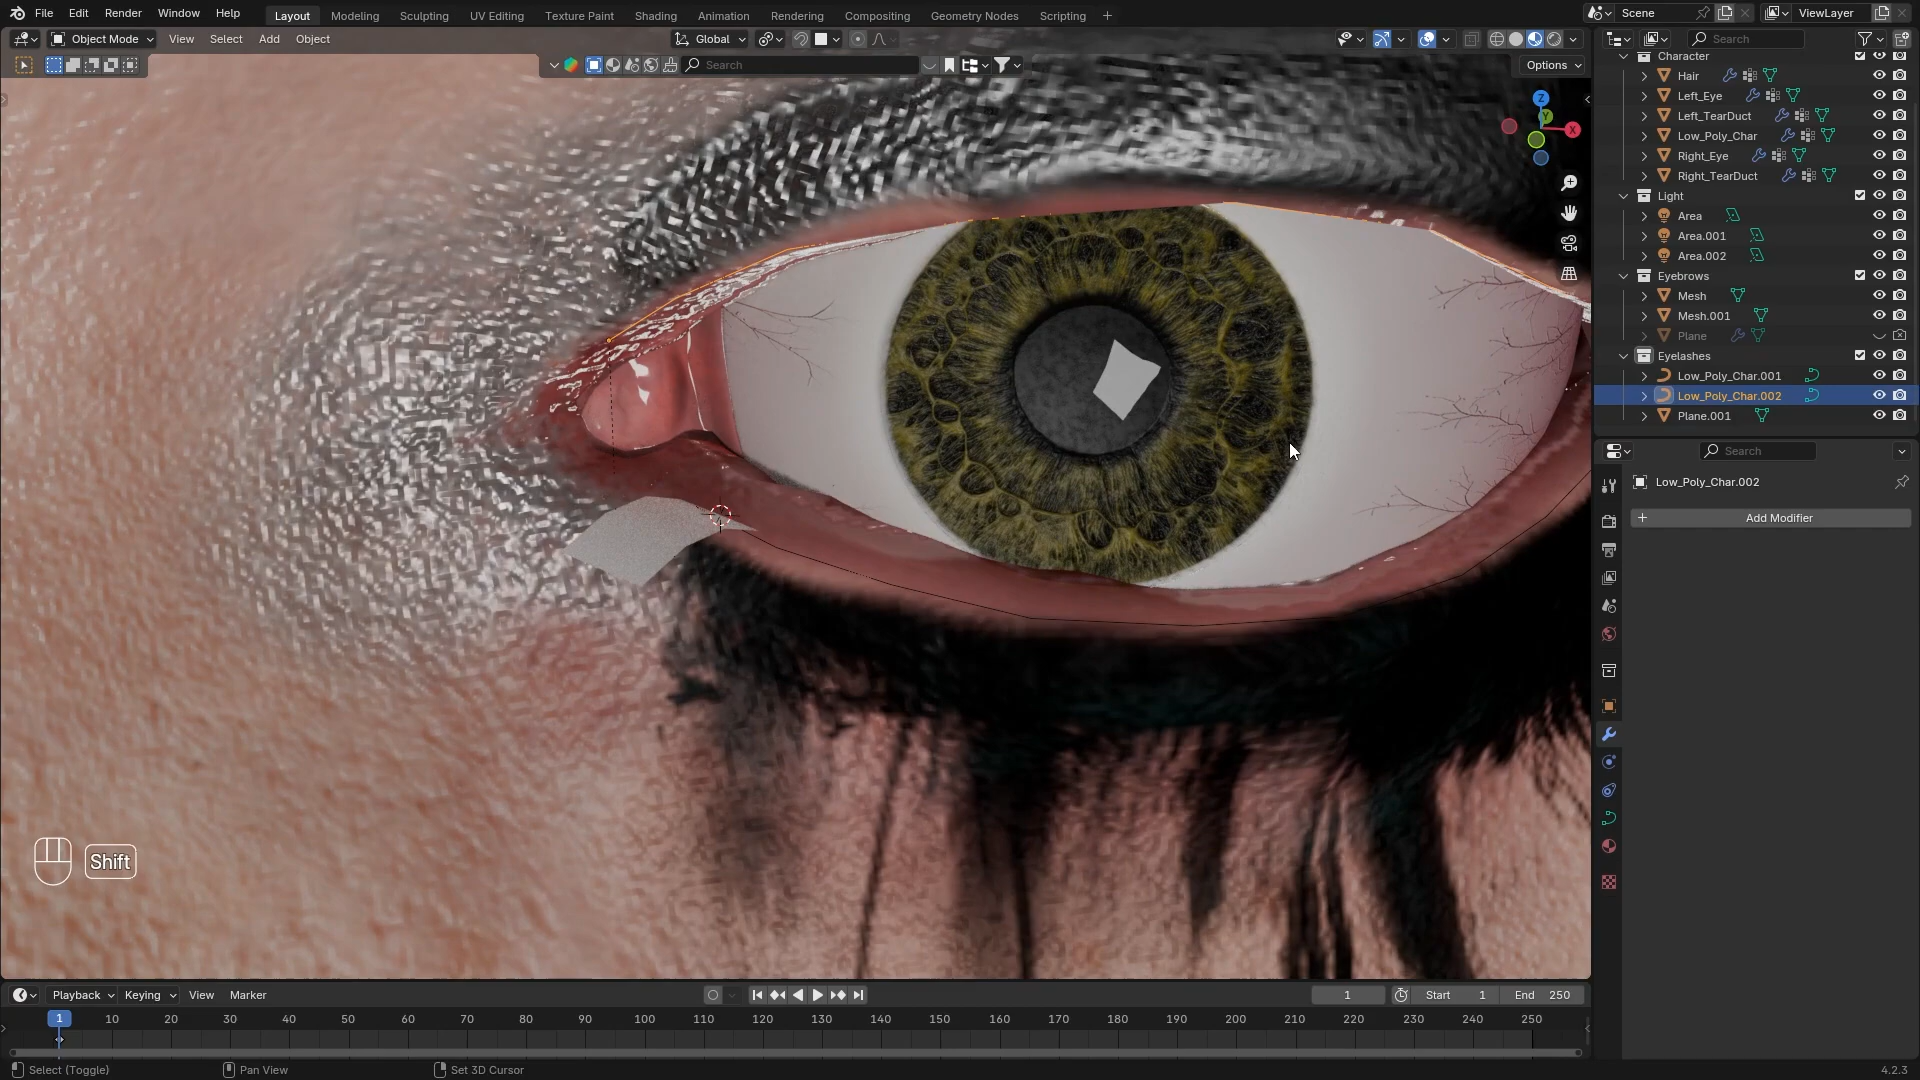 File Edit Render Window Help Layout Modeling Sculpting UV Editing Texture Paint Shading Animation Rendering Compositing Geometry Nodes Scripting + Scene ViewLayer
Object Mode View Select Add Object Global Search
Search Options
Character
Hair
Left_Eye
Left_TearDuct
Low_Poly_Char
Right_Eye
Right_TearDuct
Light
Area
Area.001
Area.002
Eyebrows
Mesh
Mesh.001
Plane
Eyelashes
Low_Poly_Char.001
Low_Poly_Char.002
Plane.001
Search
Low_Poly_Char.002
+ Add Modifier
Z
Y
X
Shift
Playback Keying View Marker 1 Start 1 End 250
1 10 20 30 40 50 60 70 80 90 100 110 120 130 140 150 160 170 180 190 200 210 220 230 240 250
Select (Toggle) Pan View Set 3D Cursor 4.2.3